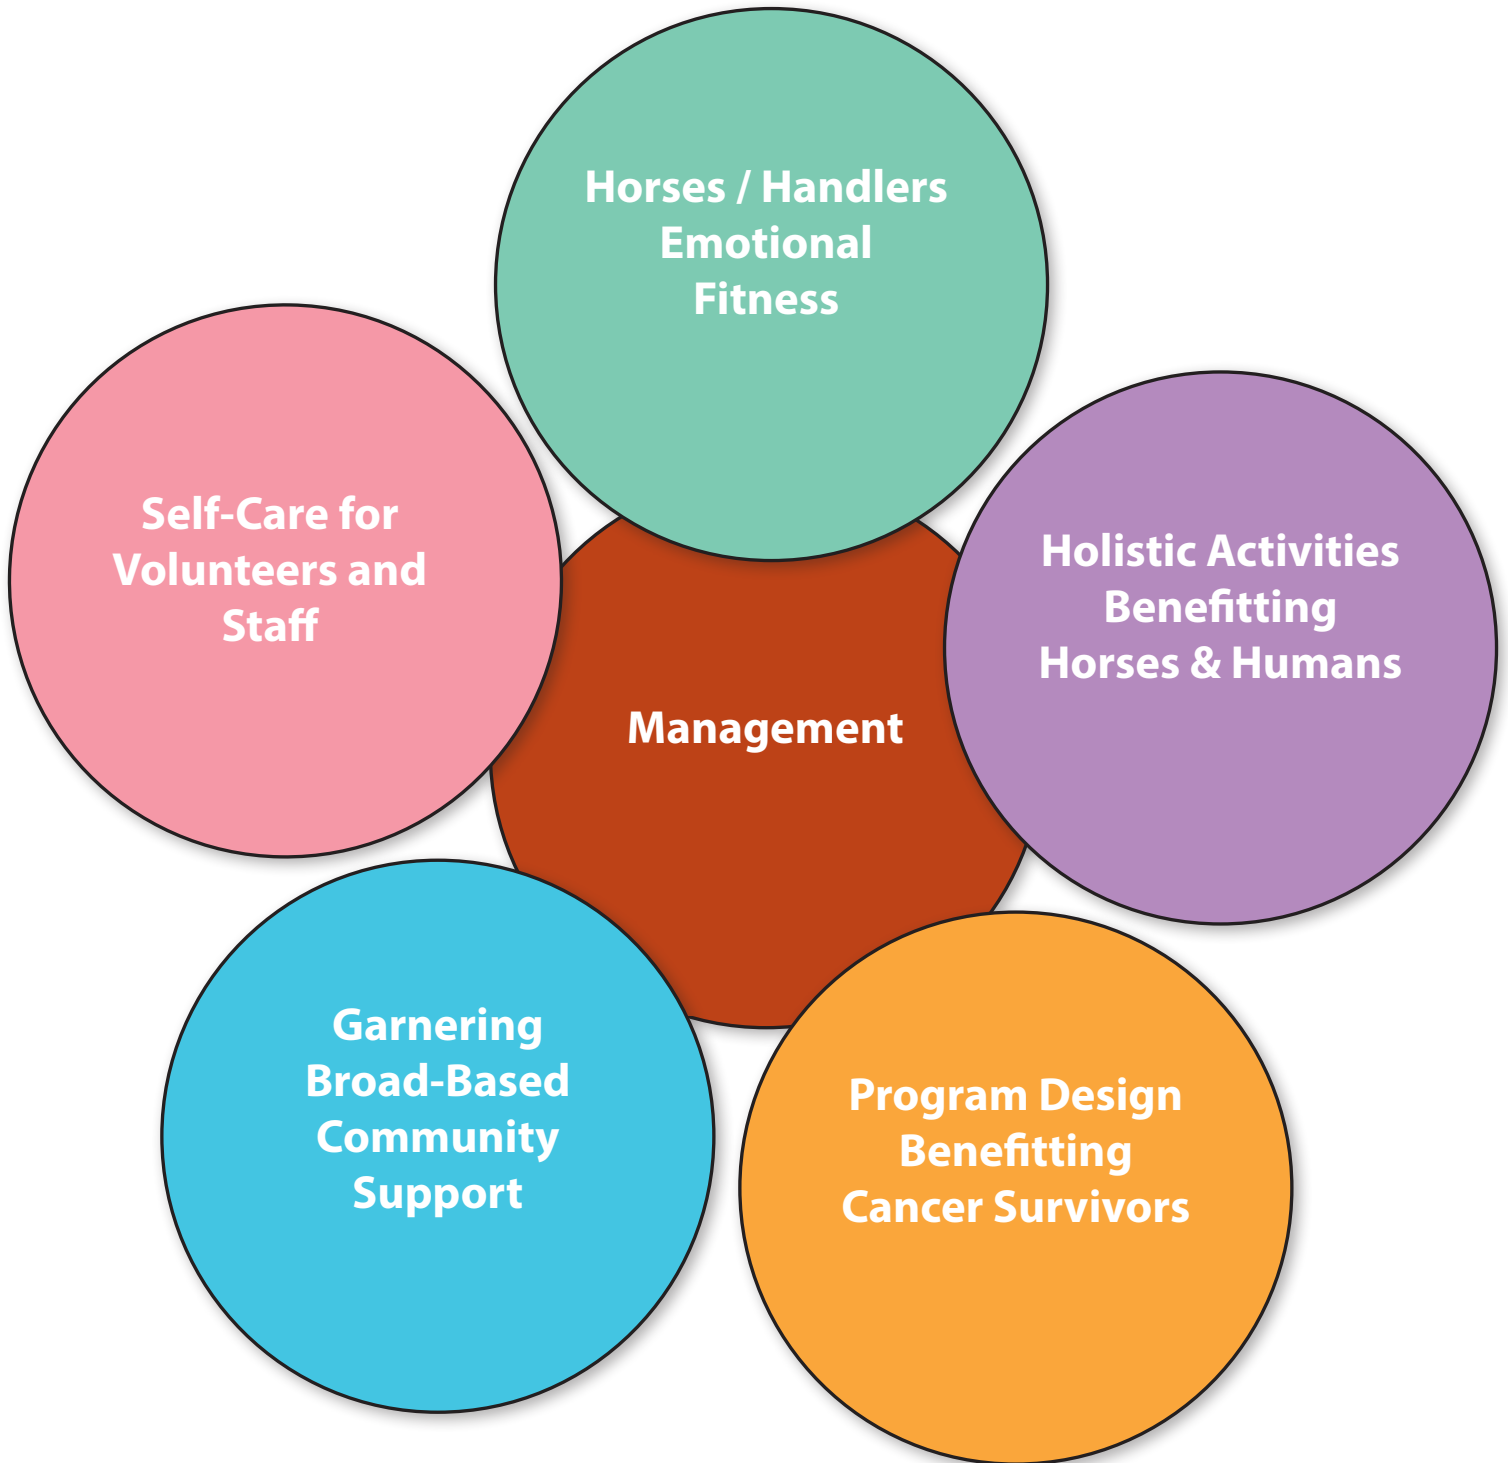 Horses / Handlers
Emotional
Fitness
Self-Care for
Volunteers and
Staff
Holistic Activities
Benefitting
Horses & Humans
Management
Garnering
Broad-Based
Community
Support
Program Design
Benefitting
Cancer Survivors